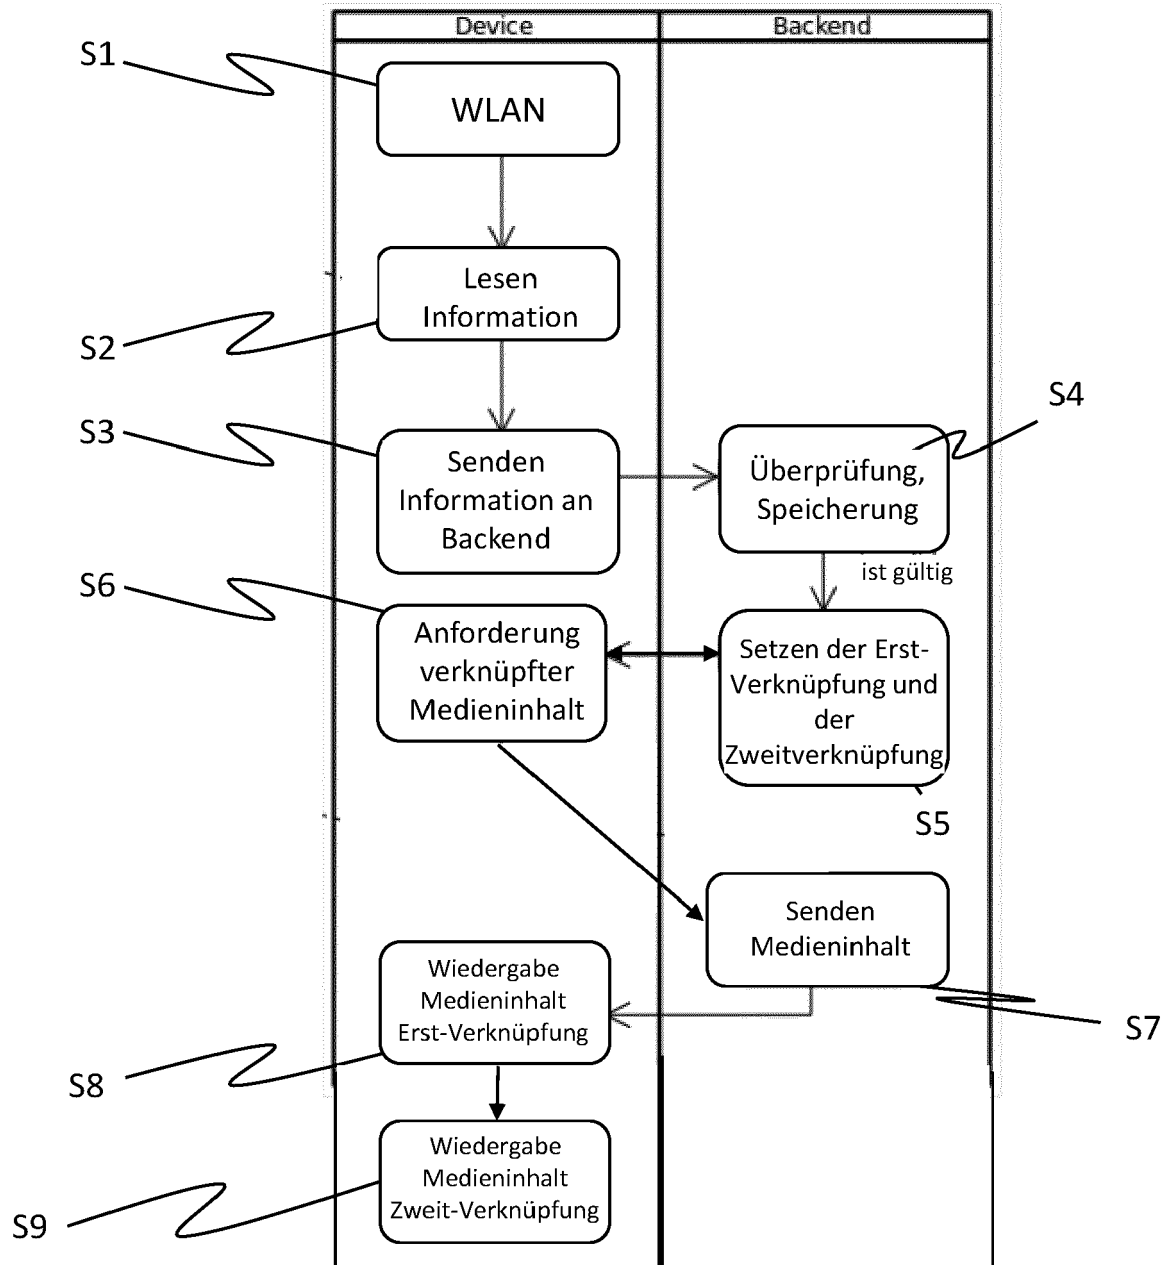 Device
Backend
S1
WLAN
Lesen
Information
S2
S3
Senden
Information an
Backend
S4
Überprüfung,
Speicherung
ist gültig
S6
Anforderung
verknüpfter
Medieninhalt
Setzen der Erst-
Verknüpfung und
der
Zweitverknüpfung
S5
Senden
Medieninhalt
S7
Wiedergabe
Medieninhalt
Erst-Verknüpfung
S8
Wiedergabe
Medieninhalt
Zweit-Verknüpfung
S9